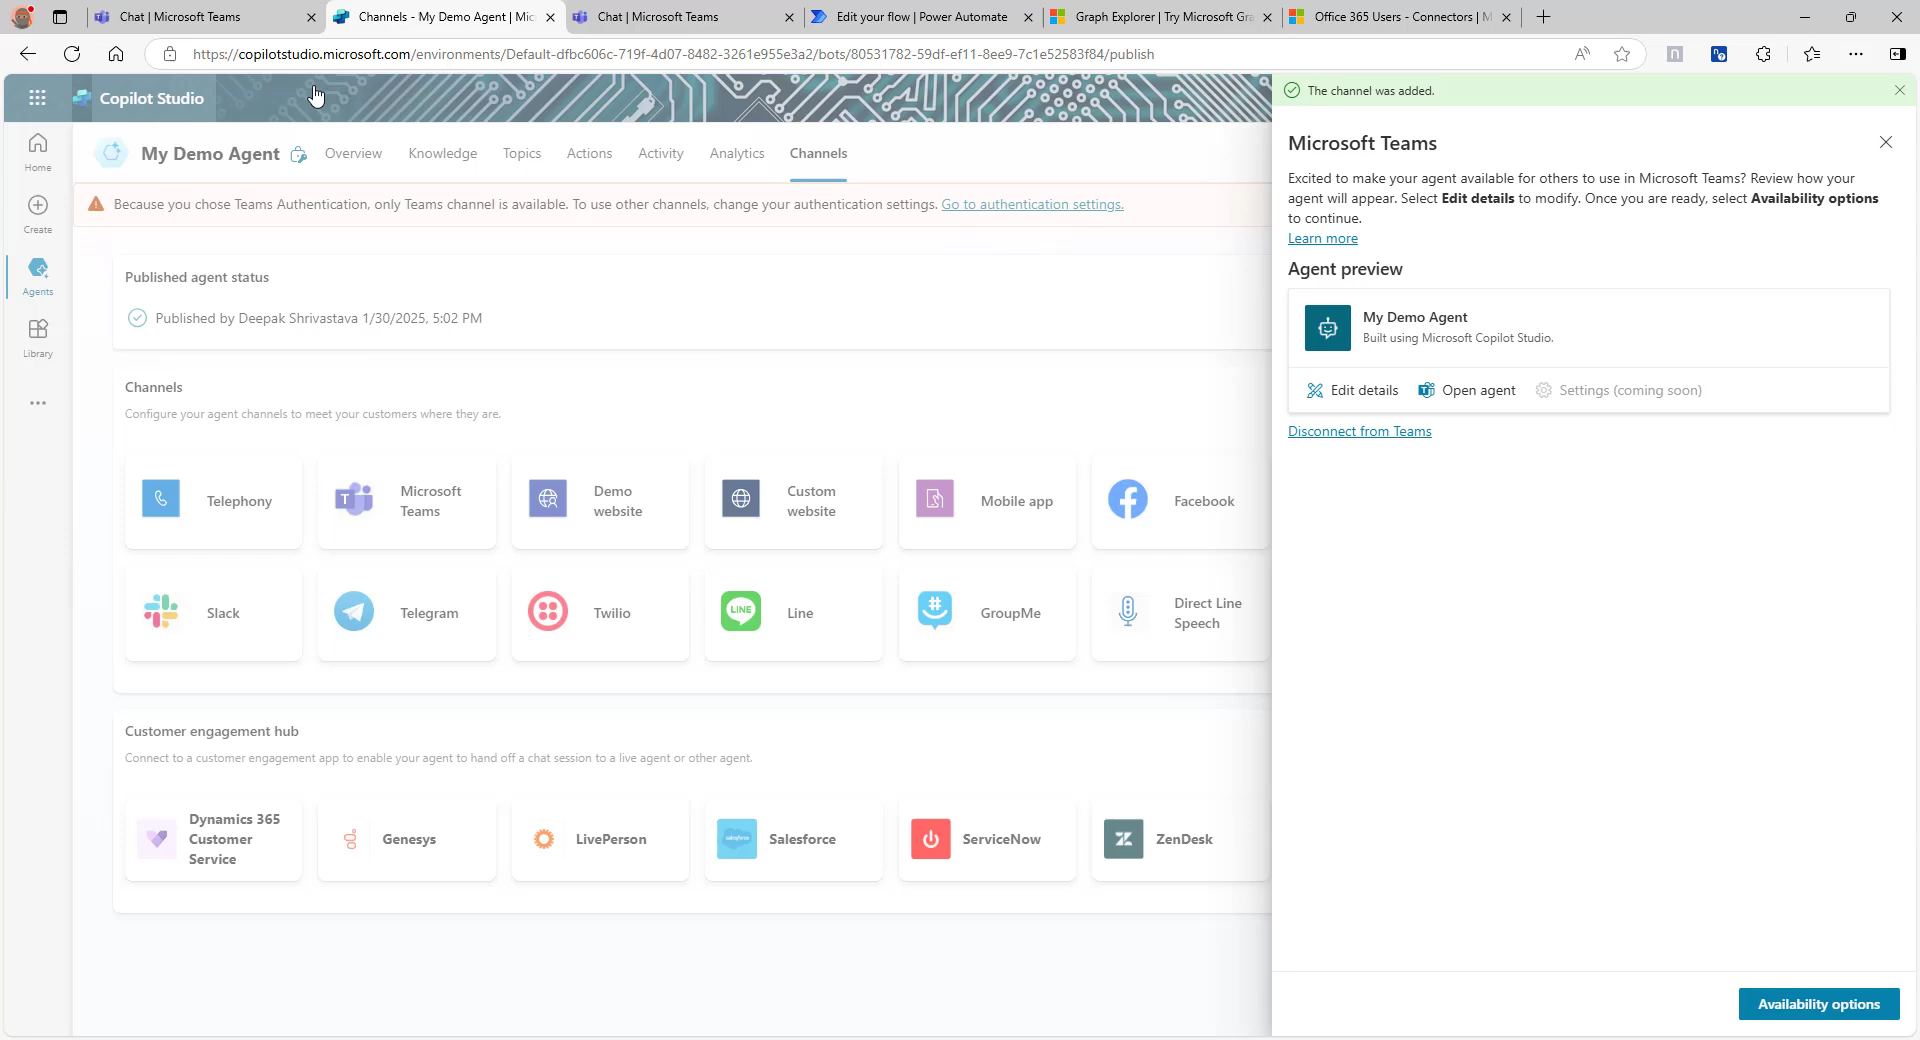 Chat | Microsoft Teams
Channels - My Demo Agent | Mic
Chat | Microsoft Teams
Edit your flow | Power Automate
Graph Explorer | Try Microsoft Gra
Office 365 Users - Connectors | M
https://copilotstudio.microsoft.com/environments/Default-dfbc606c-719f-4d07-8482-3261e955e3a2/bots/80531782-59df-ef11-8ee9-7c1e52583f84/publish
Copilot Studio
Home
Create
Agents
Library
My Demo Agent
Overview
Knowledge
Topics
Actions
Activity
Analytics
Channels
Because you chose Teams Authentication, only Teams channel is available. To use other channels, change your authentication settings. Go to authentication settings.
Published agent status
Published by Deepak Shrivastava 1/30/2025, 5:02 PM
Channels
Configure your agent channels to meet your customers where they are.
Telephony
Microsoft
Teams
Demo
website
Custom
website
Mobile app
Facebook
Slack
Telegram
Twilio
LINE
Line
GroupMe
Direct Line
Speech
Customer engagement hub
Connect to a customer engagement app to enable your agent to hand off a chat session to a live agent or other agent.
Dynamics 365
Customer
Service
Genesys
LivePerson
salesforce
Salesforce
ServiceNow
ZenDesk
The channel was added.
Microsoft Teams
Excited to make your agent available for others to use in Microsoft Teams? Review how your
agent will appear. Select Edit details to modify. Once you are ready, select Availability options
to continue.
Learn more
Agent preview
My Demo Agent
Built using Microsoft Copilot Studio.
Edit details
Open agent
Settings (coming soon)
Disconnect from Teams
Availability options